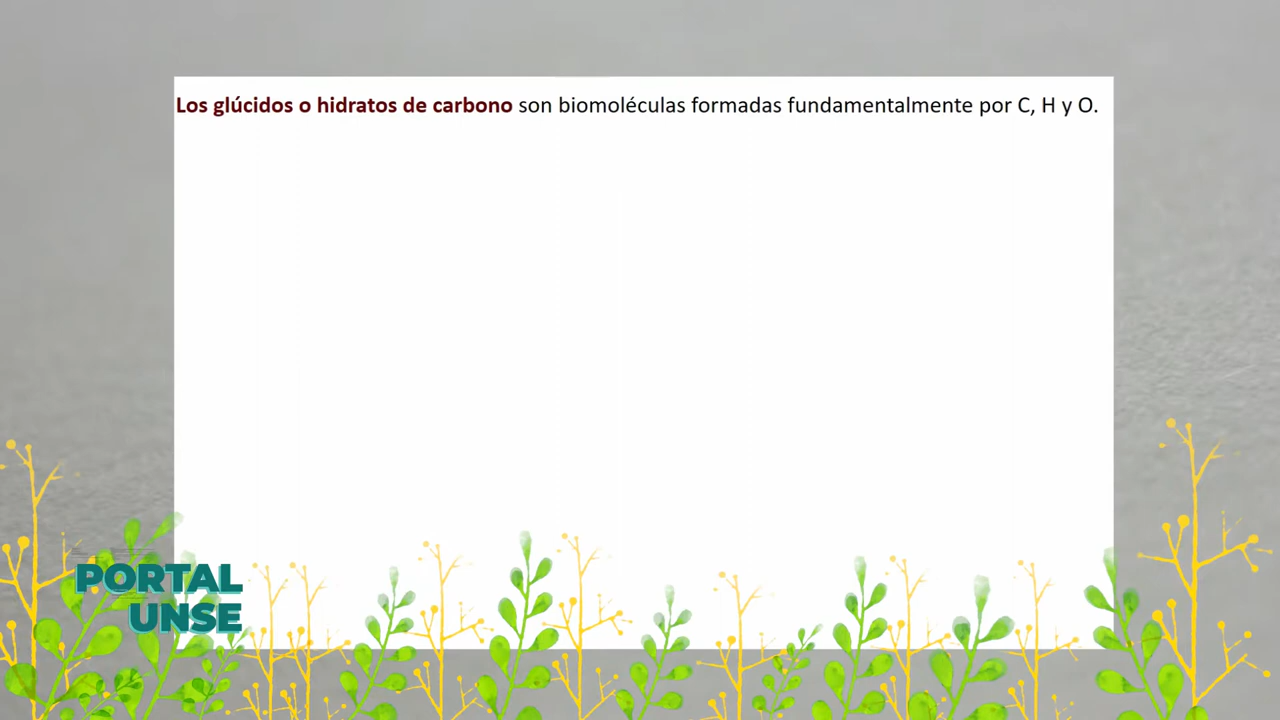 Los glúcidos o hidratos de carbono son biomoléculas formadas fundamentalmente por C, H y O.
PORTAL
UNSE